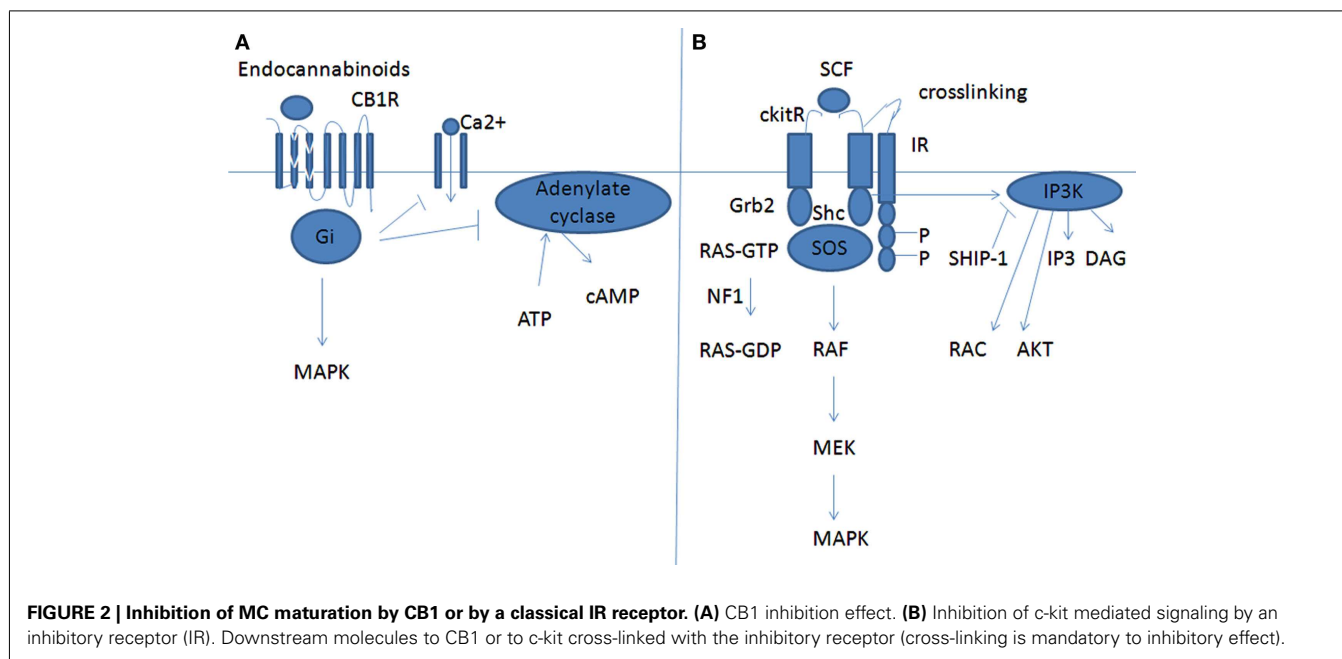 A
Endocannabinoids
CB1R
Ca2+
Gi
Adenylate
cyclase
ATP
cAMP
MAPK
B
SCF
ckitR
crosslinking
IR
IP3K
Grb2
Shc
SOS
P
P
RAS-GTP
SHIP-1
IP3
DAG
NF1
RAS-GDP
RAF
RAC
AKT
MEK
MAPK
FIGURE 2 | Inhibition of MC maturation by CB1 or by a classical IR receptor. (A) CB1 inhibition effect. (B) Inhibition of c-kit mediated signaling by an
inhibitory receptor (IR). Downstream molecules to CB1 or to c-kit cross-linked with the inhibitory receptor (cross-linking is mandatory to inhibitory effect).